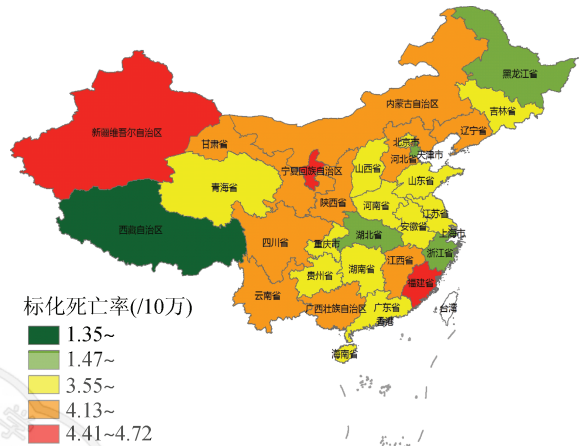 黑龙江省
内蒙古自治区
吉林省
新疆维吾尔自治区
辽宁省
甘肃省
北京市
天津市
河北省
宁夏回族自治区
山西省
青海省
山东省
陕西省
河南省
江苏省
西藏自治区
安徽省
上海市
湖北省
四川省
重庆市
浙江省
江西省
湖南省
贵州省
福建省
云南省
广西壮族自治区
广东省
台湾
香港
海南省
标化死亡率(/10万)
1.35~
1.47~
3.55~
4.13~
4.41~4.72